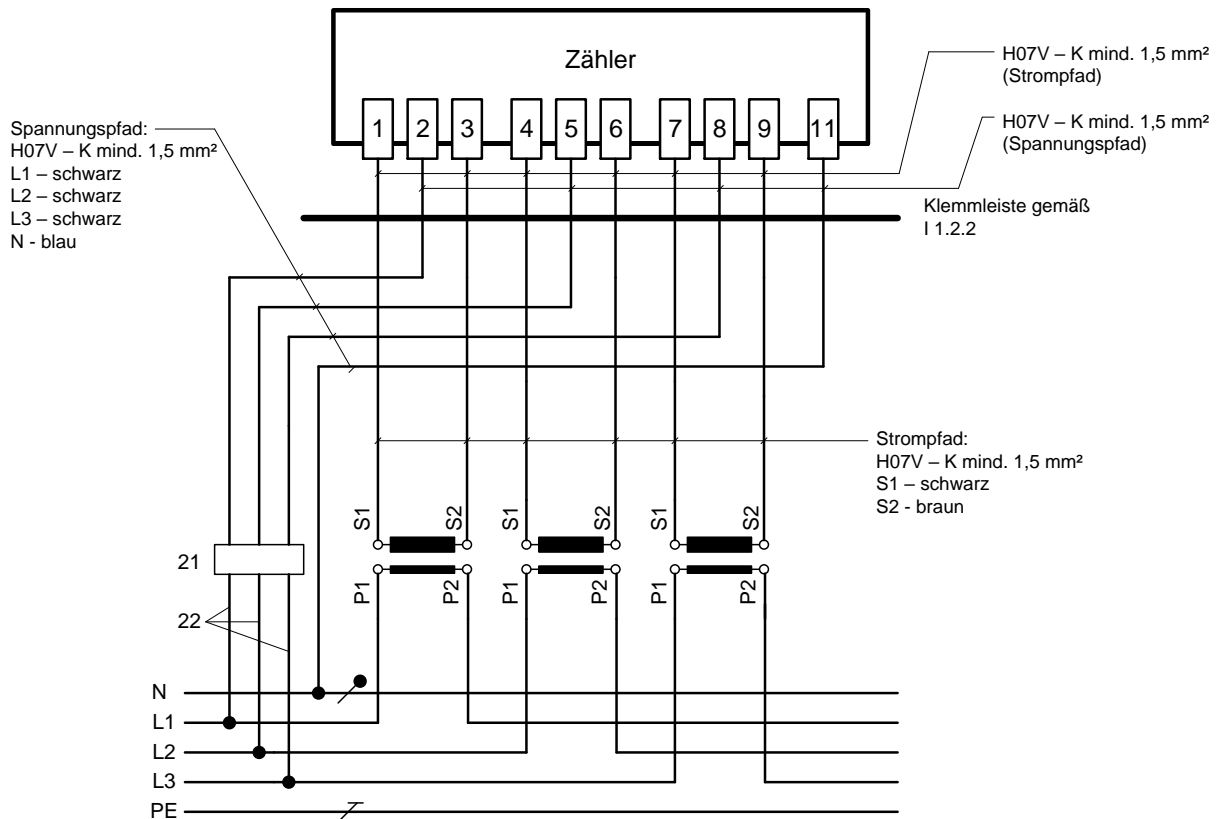 Zähler
1 2 3 4 5 6 7 8 9 11
H07V – K mind. 1,5 mm²
(Strompfad)
H07V – K mind. 1,5 mm²
(Spannungspfad)
Spannungspfad:
H07V – K mind. 1,5 mm²
L1 – schwarz
L2 – schwarz
L3 – schwarz
N - blau
Klemmleiste gemäß
I 1.2.2
Strompfad:
H07V – K mind. 1,5 mm²
S1 – schwarz
S2 - braun
S1 S2 S1 S2 S1 S2
21
P1 P2 P1 P2 P1 P2
22
N
L1
L2
L3
PE